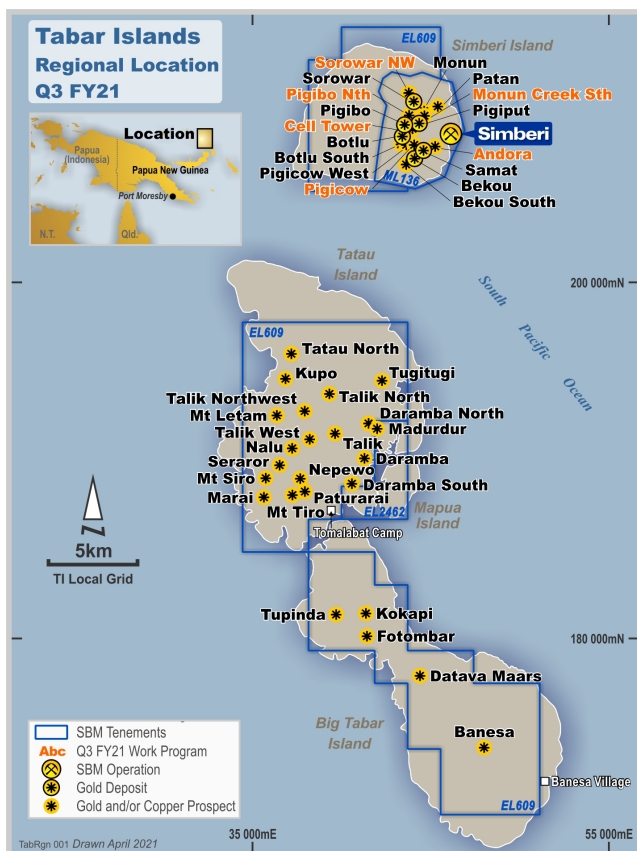 Tabar Islands
Regional Location
Q3 FY21
Location
Papua
(Indonesia)
Papua New Guinea
Port Moresby
N.T.
Qld.
EL609
Simberi Island
Sorowar NW
Monun
Sorowar
Patan
Pigibo Nth
Monun Creek Sth
Pigibo
Pigiput
Cell Tower
Simberi
Botlu
Andora
Botlu South
Samat
Pigicow West
Bekou
Pigicow
ML136
Bekou South
Tatau
Island
South
Pacific
Ocean
200 000mN
EL609
Tatau North
Kupo
Tugitugi
Talik Northwest
Talik North
Mt Letam
Daramba North
Madurdur
Talik West
Talik
Nalu
Daramba
Seraror
Nepewo
Mt Siro
Daramba South
Marai
Paturarai
Mt Tiro
EL2462
Mapua
Island
Tomalabat Camp
N
5km
TI Local Grid
Tupinda
Kokapi
Fotombar
180 000mN
Datava Maars
Big Tabar
Island
Banesa
Banesa Village
EL609
SBM Tenements
Abc Q3 FY21 Work Program
SBM Operation
Gold Deposit
Gold and/or Copper Prospect
TabRgn 001 Drawn April 2021
35 000mE
55 000mE